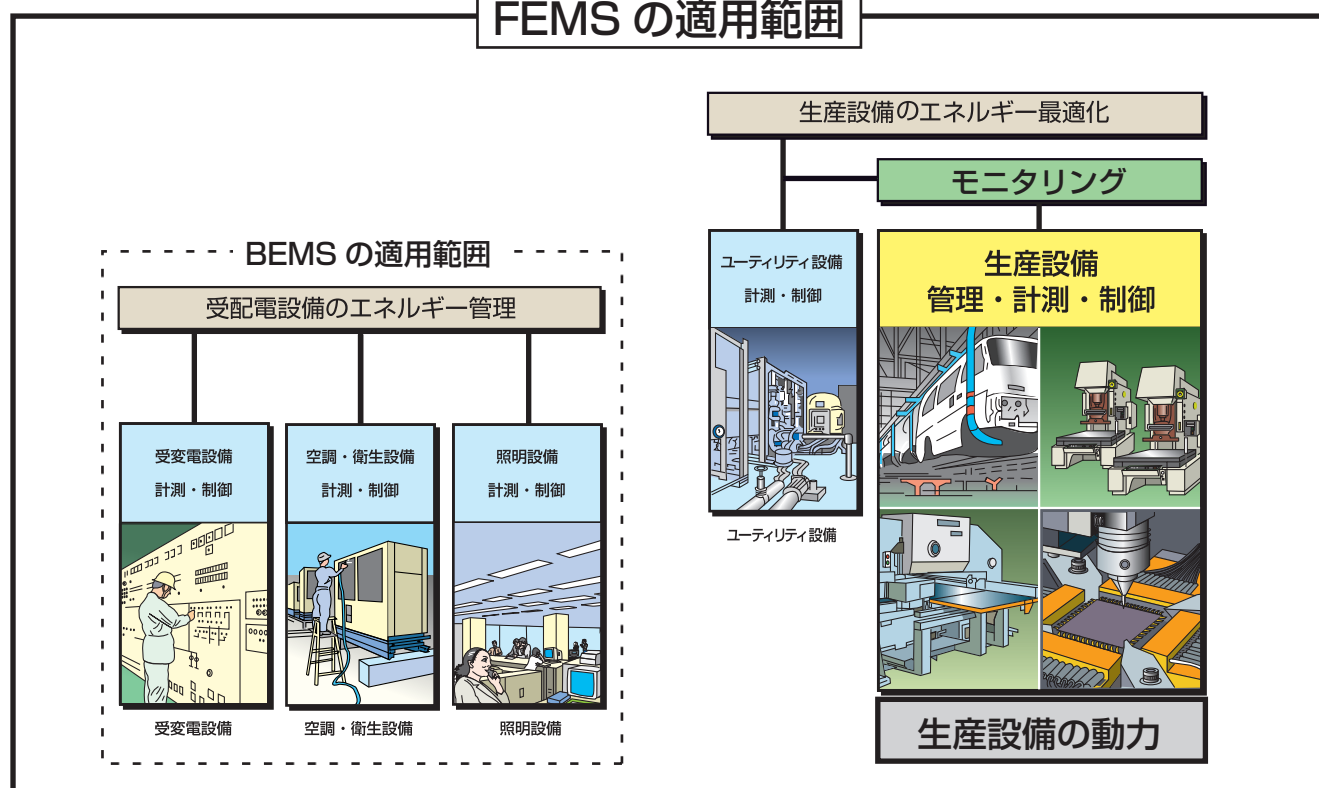 FEMS の適用範囲
生産設備のエネルギー最適化
モニタリング
BEMS の適用範囲
受配電設備のエネルギー管理
ユーティリティ設備
計測・制御
生産設備
管理・計測・制御
受変電設備
計測・制御
空調・衛生設備
計測・制御
照明設備
計測・制御
ユーティリティ設備
受変電設備
空調・衛生設備
照明設備
生産設備の動力